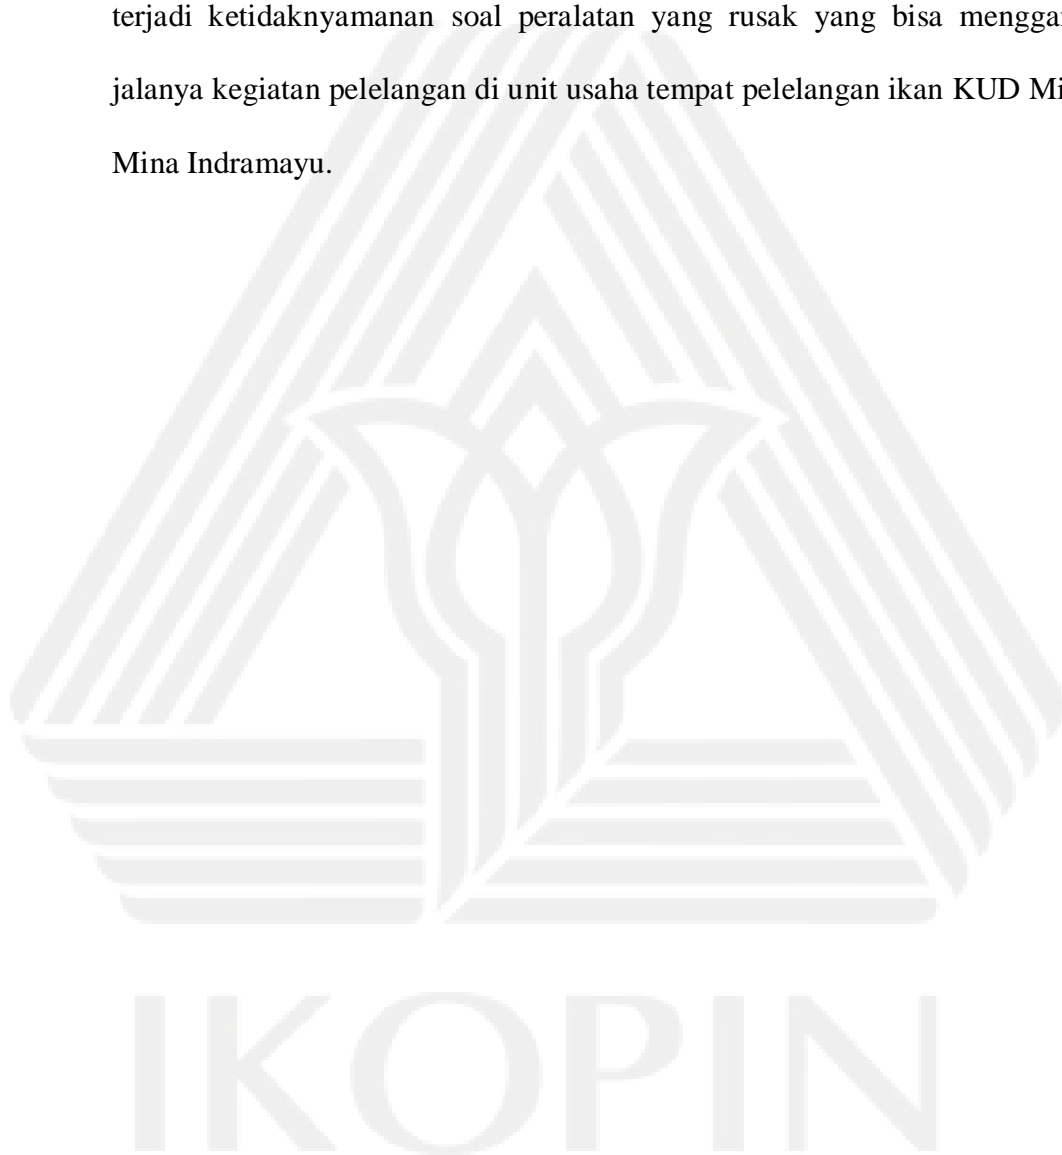 terjadi ketidaknyamanan soal peralatan yang rusak yang bisa
jalanya kegiatan pelelangan di unit usaha tempat pelelangan ikan KUD
Mina Indramayu.
IKOPIN